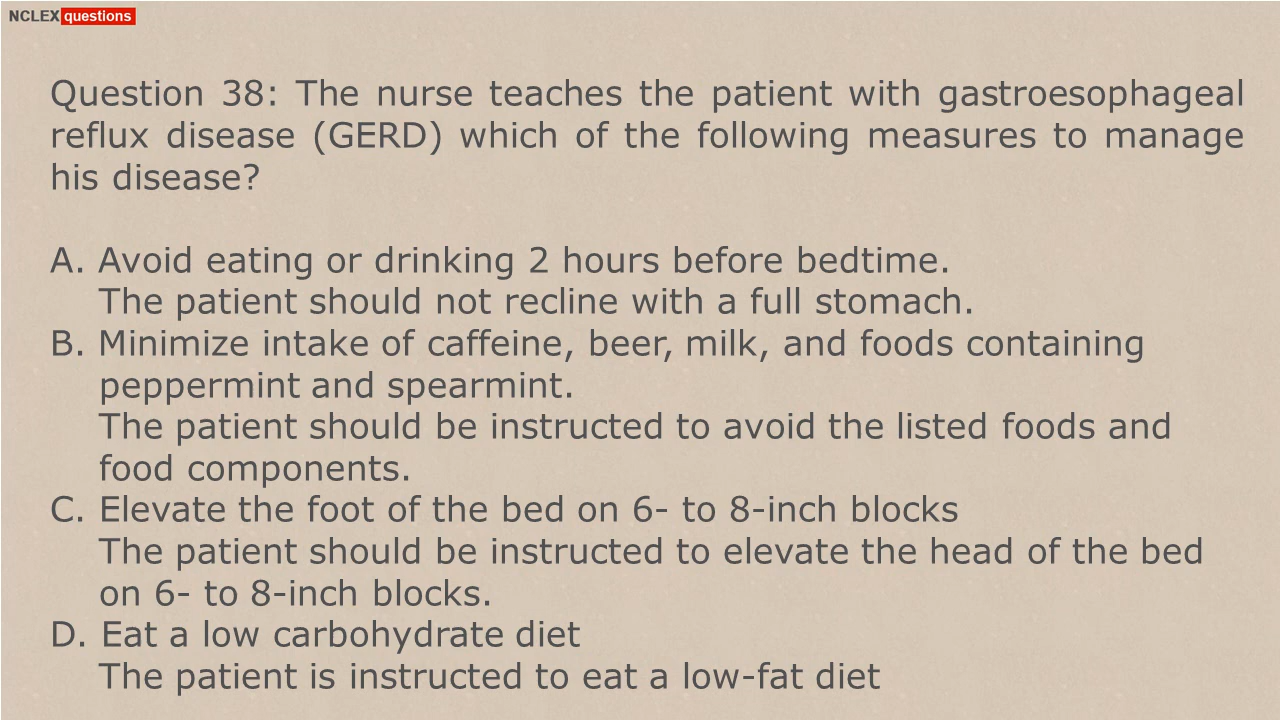 NCLEX questions
Question 38: The nurse teaches the patient with gastroesophageal
reflux disease (GERD) which of the following measures to manage
his disease?
A. Avoid eating or drinking 2 hours before bedtime.
The patient should not recline with a full stomach.
B. Minimize intake of caffeine, beer, milk, and foods containing
peppermint and spearmint.
The patient should be instructed to avoid the listed foods and
food components.
C. Elevate the foot of the bed on 6- to 8-inch blocks
The patient should be instructed to elevate the head of the bed
on 6- to 8-inch blocks.
D. Eat a low carbohydrate diet
The patient is instructed to eat a low-fat diet